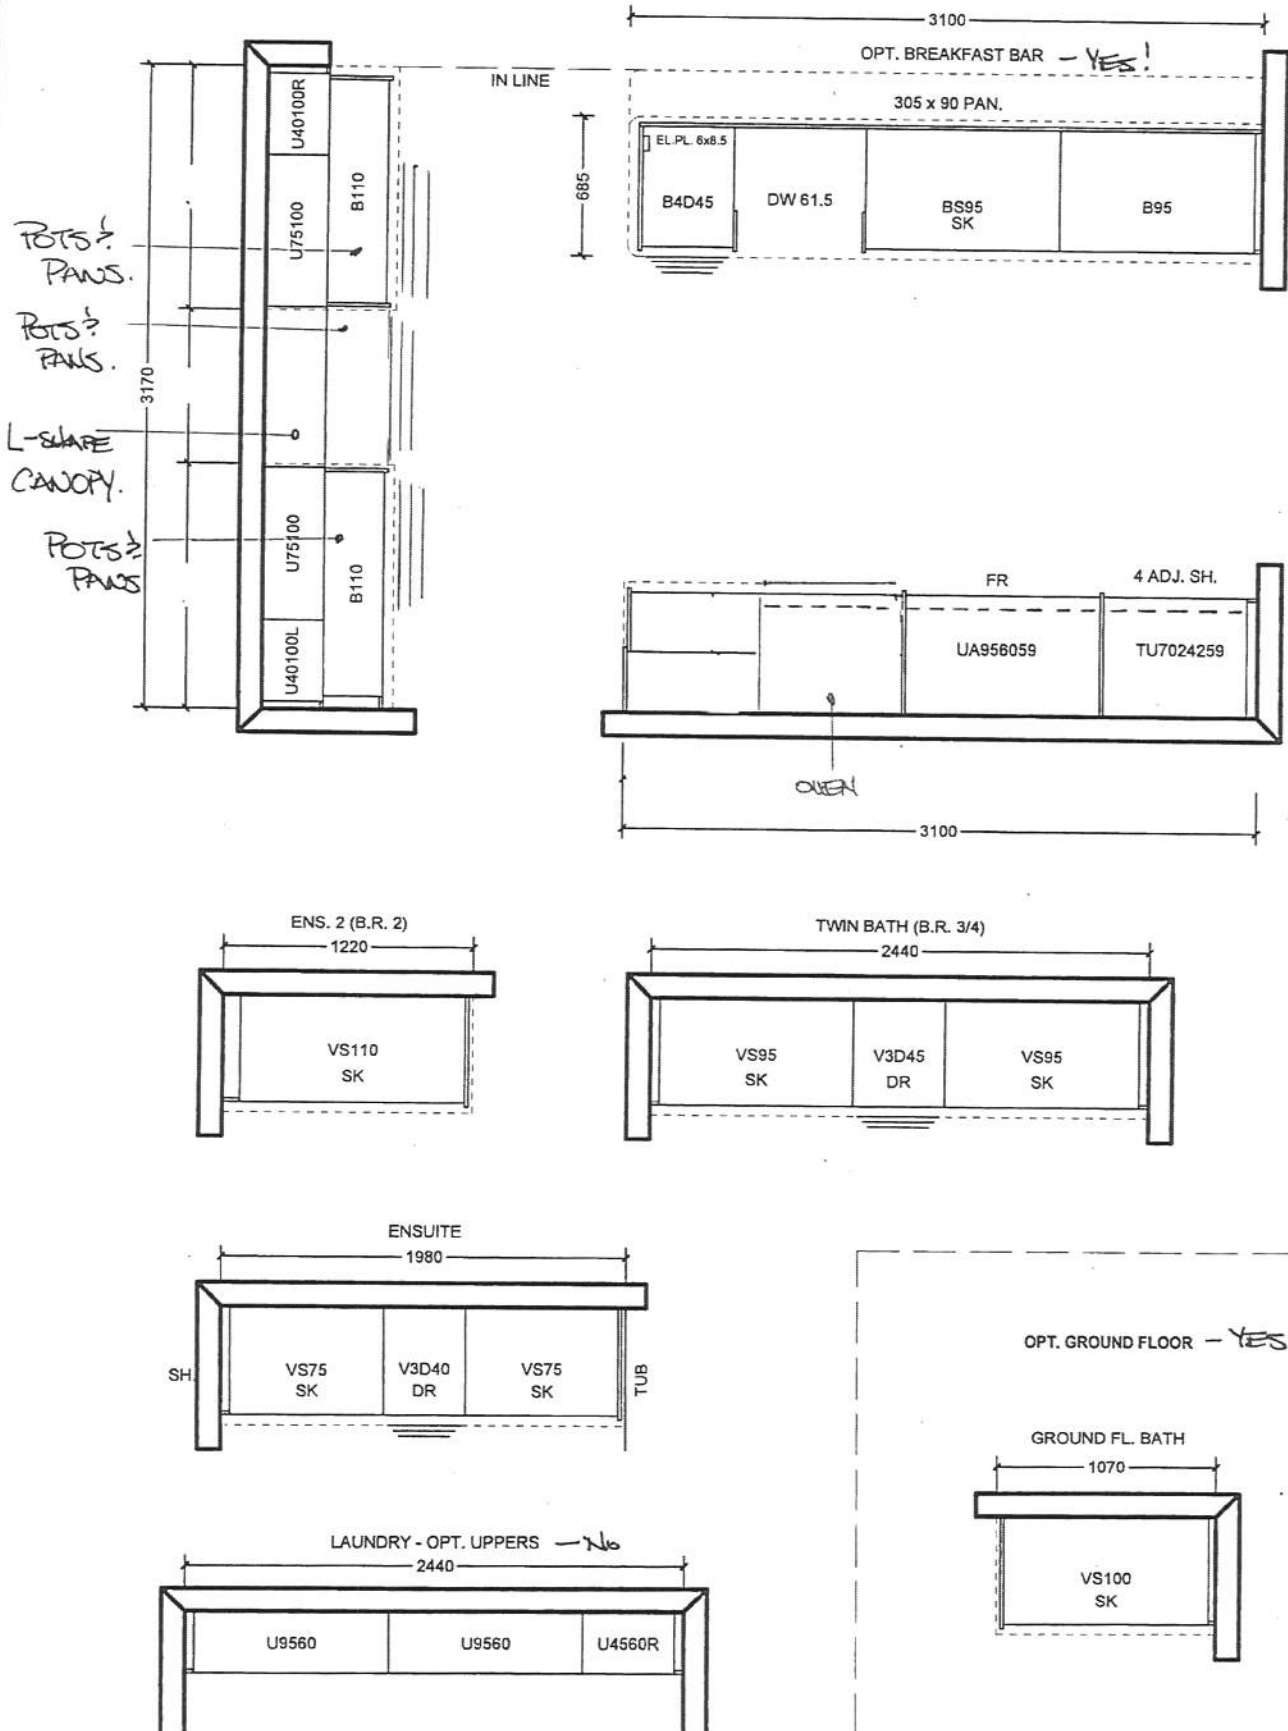 3100
OPT. BREAKFAST BAR - YES!
IN LINE
305 x 90 PAN.
U40100R
B110
U75100
685
EL.PL. 6x8.5
B4D45
DW 61.5
BS95
SK
B95
POTS &
PANS.
POTS &
PANS.
3170
L-SHAPE
CANOPY.
POTS &
PANS
U75100
B110
U40100L
FR
4 ADJ. SH.
UA956059
TU7024259
OVEN
3100
ENS. 2 (B.R. 2)
1220
VS110
SK
TWIN BATH (B.R. 3/4)
2440
VS95
SK
V3D45
DR
VS95
SK
ENSUITE
1980
SH.
VS75
SK
V3D40
DR
VS75
SK
TUB
OPT. GROUND FLOOR - YES
GROUND FL. BATH
1070
VS100
SK
LAUNDRY - OPT. UPPERS - No
2440
U9560
U9560
U4560R